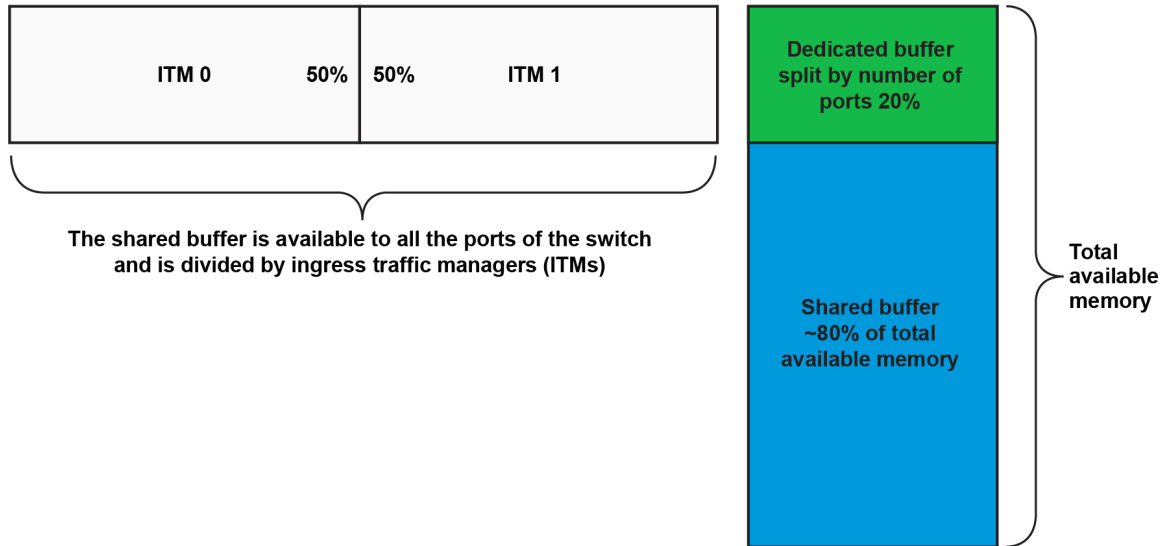 ITM 0
50%
50%
ITM 1
The shared buffer is available to all the ports of the switch
and is divided by ingress traffic managers (ITMs)
Dedicated buffer
split by number of
ports 20%
Shared buffer
~80% of total
available memory
Total
available
memory